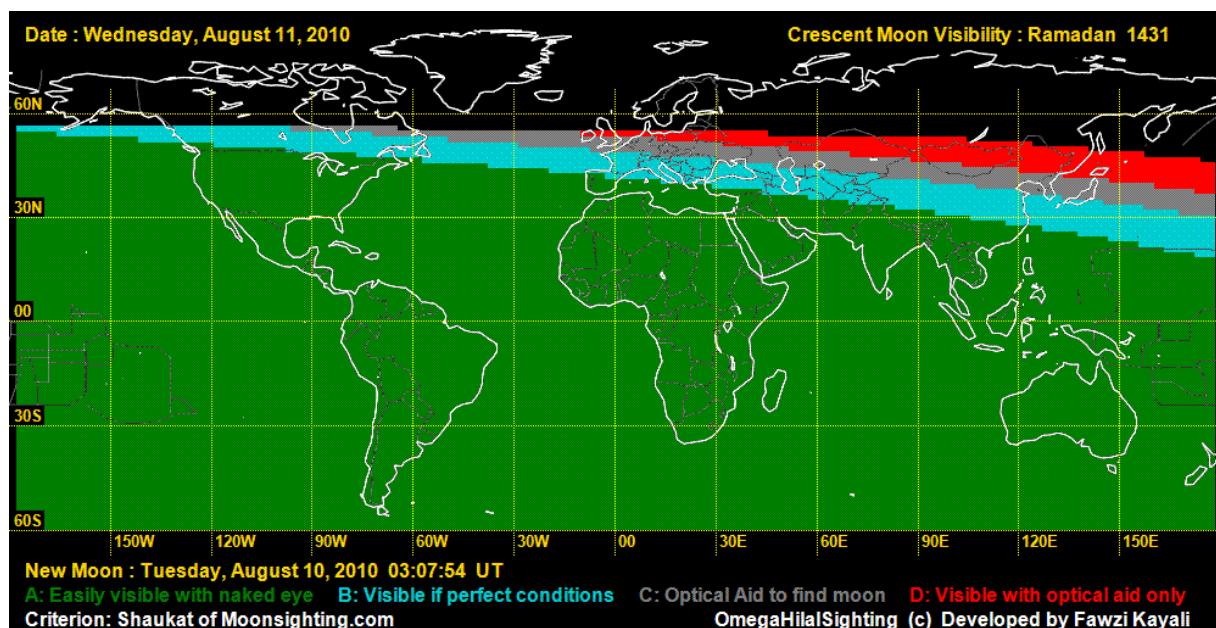 Date : Wednesday, August 11, 2010
Crescent Moon Visibility : Ramadan 1431
60N
30N
00
30S
60S
150W 120W 90W 60W 30W 00 30E 60E 90E 120E 150E
New Moon : Tuesday, August 10, 2010 03:07:54 UT
A: Easily visible with naked eye B: Visible if perfect conditions C: Optical Aid to find moon D: Visible with optical aid only
Criterion: Shaukat of Moonsighting.com OmegaHilalSighting (c) Developed by Fawzi Kayali